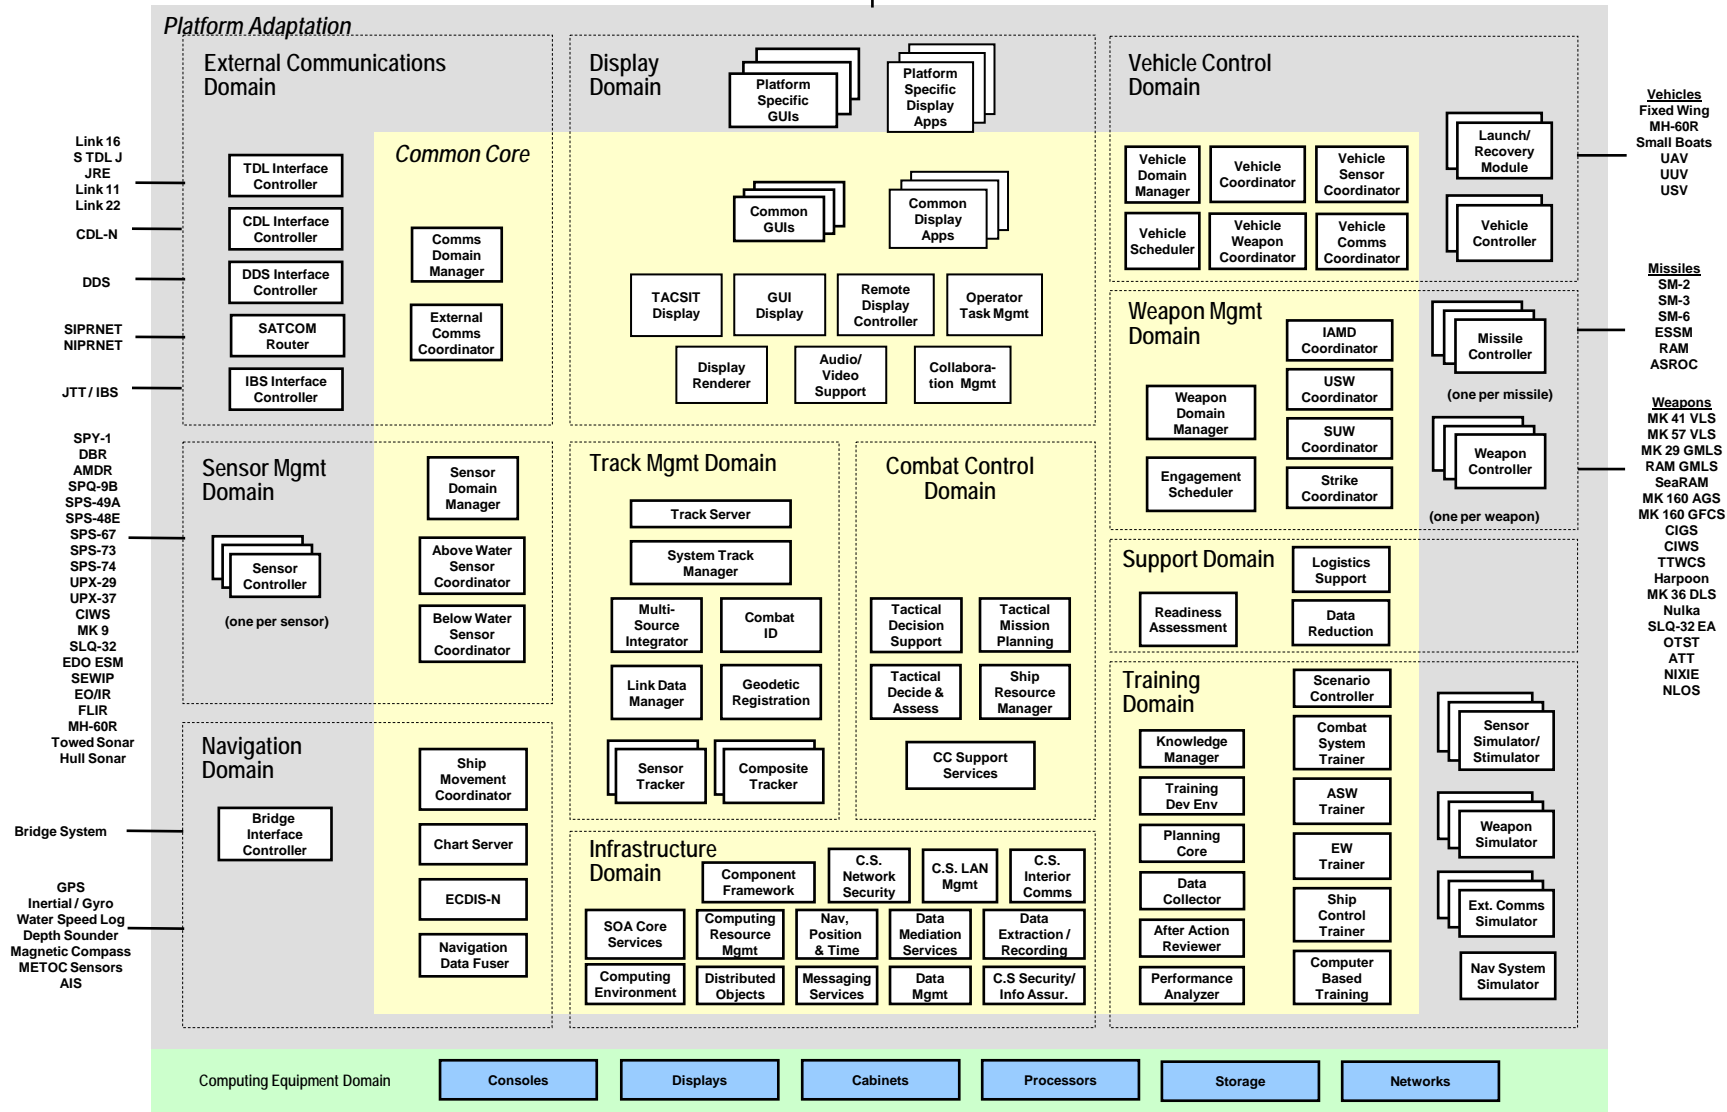 Platform Adaptation
External Communications
Domain
TDL Interface
Controller
CDL Interface
Controller
DDS Interface
Controller
SATCOM
Router
IBS Interface
Controller
Common Core
Comms
Domain
Manager
External
Comms
Coordinator
Link 16
S TDL J
JRE
Link 11
Link 22
CDL-N
DDS
SIPRNET
NIPRNET
JTT / IBS
Display
Domain
Platform
Specific
GUIs
Platform
Specific
Display
Apps
Common
GUIs
Common
Display
Apps
TACSIT
Display
GUI
Display
Remote
Display
Controller
Operator
Task Mgmt
Display
Renderer
Audio/
Video
Support
Collabora-
tion Mgmt
Vehicle Control
Domain
Vehicle
Domain
Manager
Vehicle
Coordinator
Vehicle
Sensor
Coordinator
Vehicle
Scheduler
Vehicle
Weapon
Coordinator
Vehicle
Comms
Coordinator
Launch/
Recovery
Module
Vehicle
Controller
Vehicles
Fixed Wing
MH-60R
Small Boats
UAV
UUV
USV
Weapon Mgmt
Domain
IAMD
Coordinator
USW
Coordinator
SUW
Coordinator
Strike
Coordinator
Weapon
Domain
Manager
Engagement
Scheduler
Missile
Controller
(one per missile)
Weapon
Controller
(one per weapon)
Missiles
SM-2
SM-3
SM-6
ESSM
RAM
ASROC
Weapons
MK 41 VLS
MK 57 VLS
MK 29 GMLS
RAM GMLS
SeaRAM
MK 160 AGS
MK 160 GFCS
CIGS
CIWS
TTWCS
Harpoon
MK 36 DLS
Nulka
SLQ-32 EA
OTST
ATT
NIXIE
NLOS
SPY-1
DBR
AMDR
SPQ-9B
SPS-49A
SPS-48E
SPS-67
SPS-73
SPS-74
UPX-29
UPX-37
CIWS
MK 9
SLQ-32
EDO ESM
SEWIP
EO/IR
FLIR
MH-60R
Towed Sonar
Hull Sonar
Sensor Mgmt
Domain
Sensor
Controller
(one per sensor)
Sensor
Domain
Manager
Above Water
Sensor
Coordinator
Below Water
Sensor
Coordinator
Track Mgmt Domain
Track Server
System Track
Manager
Multi-
Source
Integrator
Combat
ID
Link Data
Manager
Geodetic
Registration
Sensor
Tracker
Composite
Tracker
Combat Control
Domain
Tactical
Decision
Support
Tactical
Mission
Planning
Tactical
Decide &
Assess
Ship
Resource
Manager
CC Support
Services
Support Domain
Logistics
Support
Readiness
Assessment
Data
Reduction
Training
Domain
Scenario
Controller
Knowledge
Manager
Combat
System
Trainer
Training
Dev Env
ASW
Trainer
Planning
Core
EW
Trainer
Data
Collector
Ship
Control
Trainer
After Action
Reviewer
Performance
Analyzer
Computer
Based
Training
Sensor
Simulator/
Stimulator
Weapon
Simulator
Ext. Comms
Simulator
Nav System
Simulator
Navigation
Domain
Bridge
Interface
Controller
Ship
Movement
Coordinator
Chart Server
ECDIS-N
Navigation
Data Fuser
Bridge System
GPS
Inertial / Gyro
Water Speed Log
Depth Sounder
Magnetic Compass
METOC Sensors
AIS
Infrastructure
Domain
Component
Framework
C.S.
Network
Security
C.S. LAN
Mgmt
C.S.
Interior
Comms
SOA Core
Services
Computing
Resource
Mgmt
Nav,
Position
& Time
Data
Mediation
Services
Data
Extraction /
Recording
Computing
Environment
Distributed
Objects
Messaging
Services
Data
Mgmt
C.S Security/
Info Assur.
Computing Equipment Domain
Consoles
Displays
Cabinets
Processors
Storage
Networks